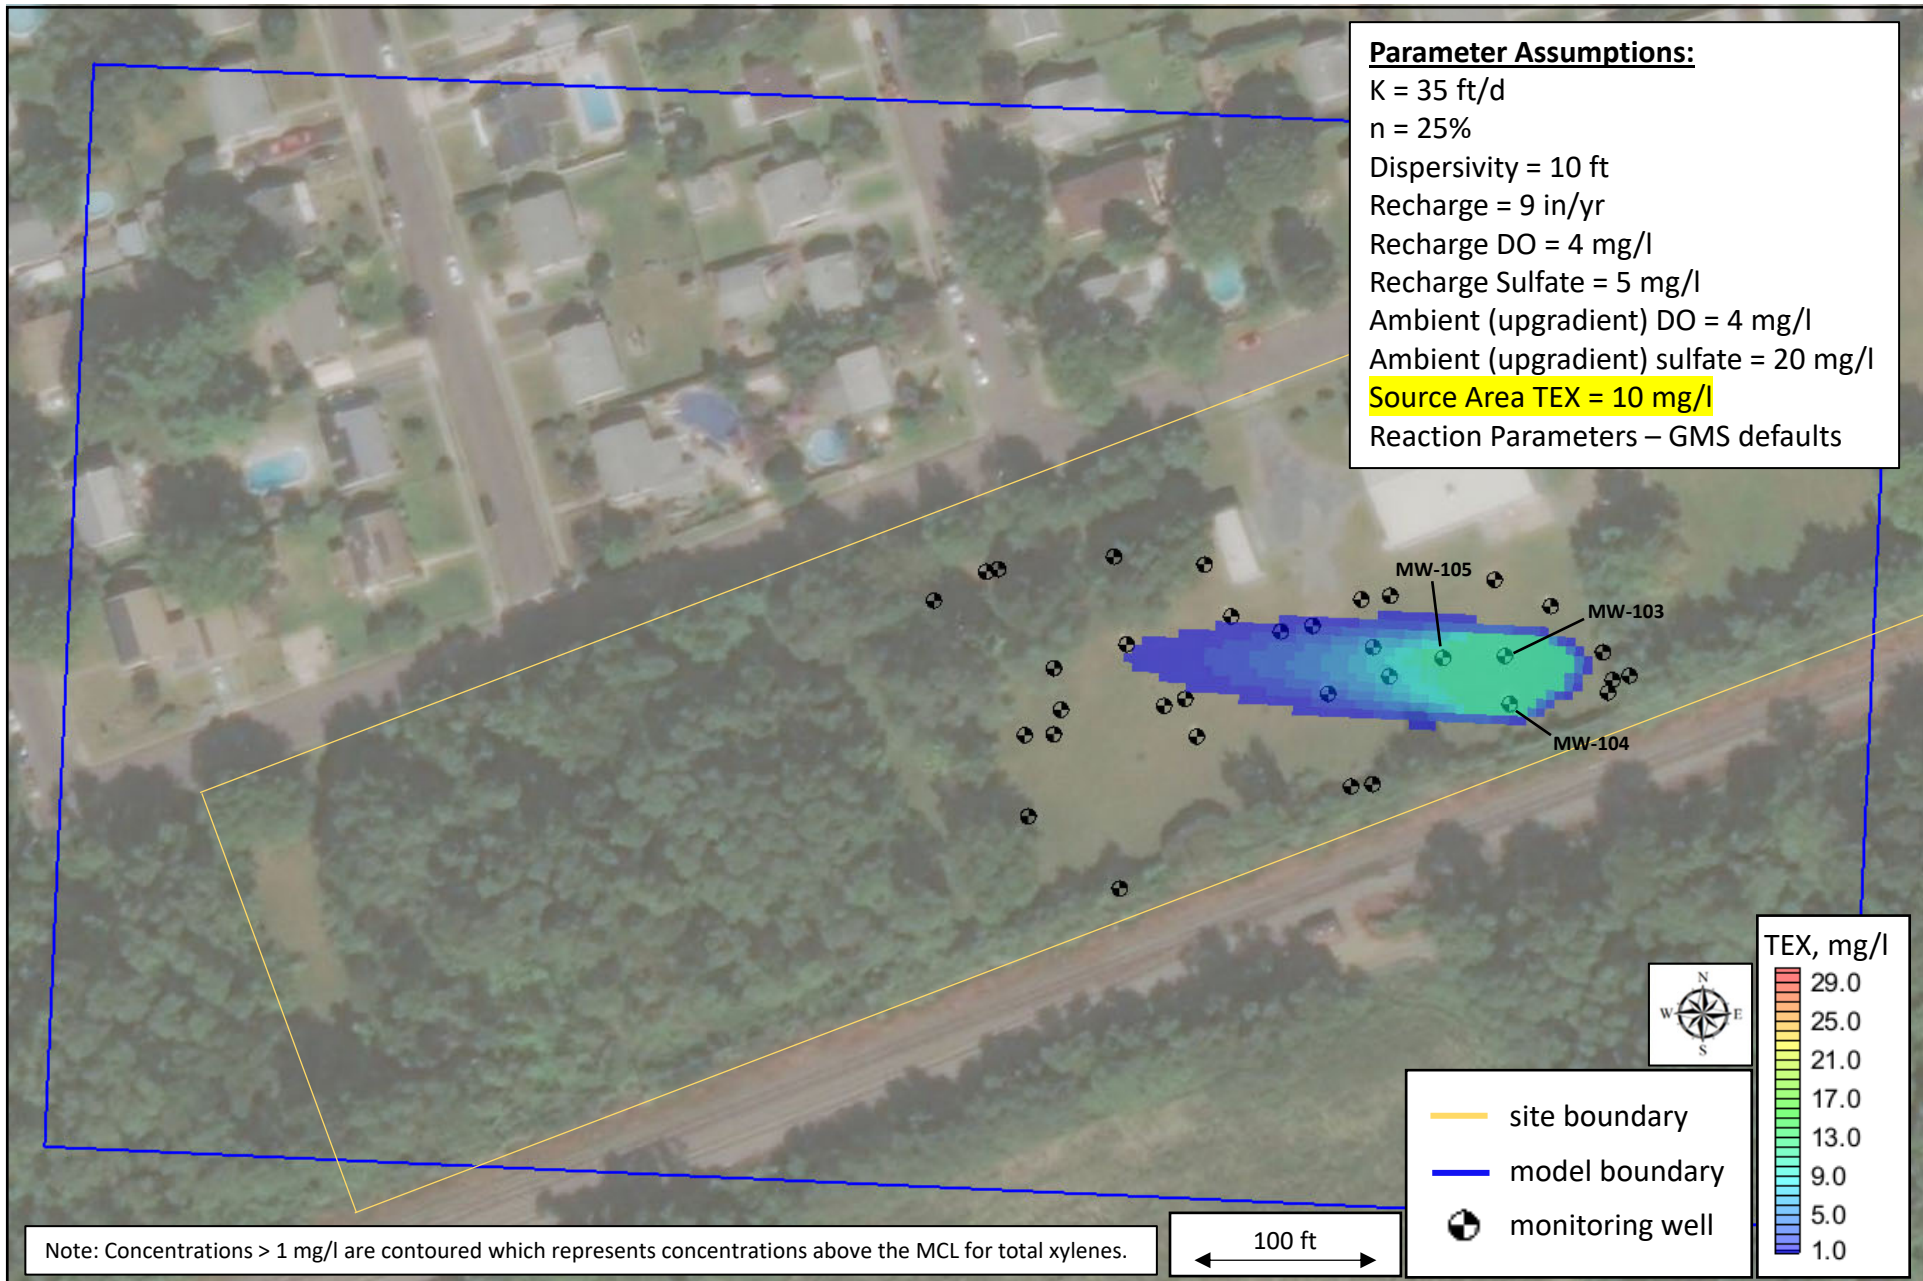 Parameter Assumptions:
K = 35 ft/d
n = 25%
Dispersivity = 10 ft
Recharge = 9 in/yr
Recharge DO = 4 mg/l
Recharge Sulfate = 5 mg/l
Ambient (upgradient) DO = 4 mg/l
Ambient (upgradient) sulfate = 20 mg/l
Source Area TEX = 10 mg/l
Reaction Parameters – GMS defaults
MW-105
MW-103
MW-104
TEX, mg/l
29.0
25.0
21.0
17.0
13.0
9.0
5.0
1.0
N
W E
S
site boundary
model boundary
monitoring well
100 ft
Note: Concentrations > 1 mg/l are contoured which represents concentrations above the MCL for total xylenes.